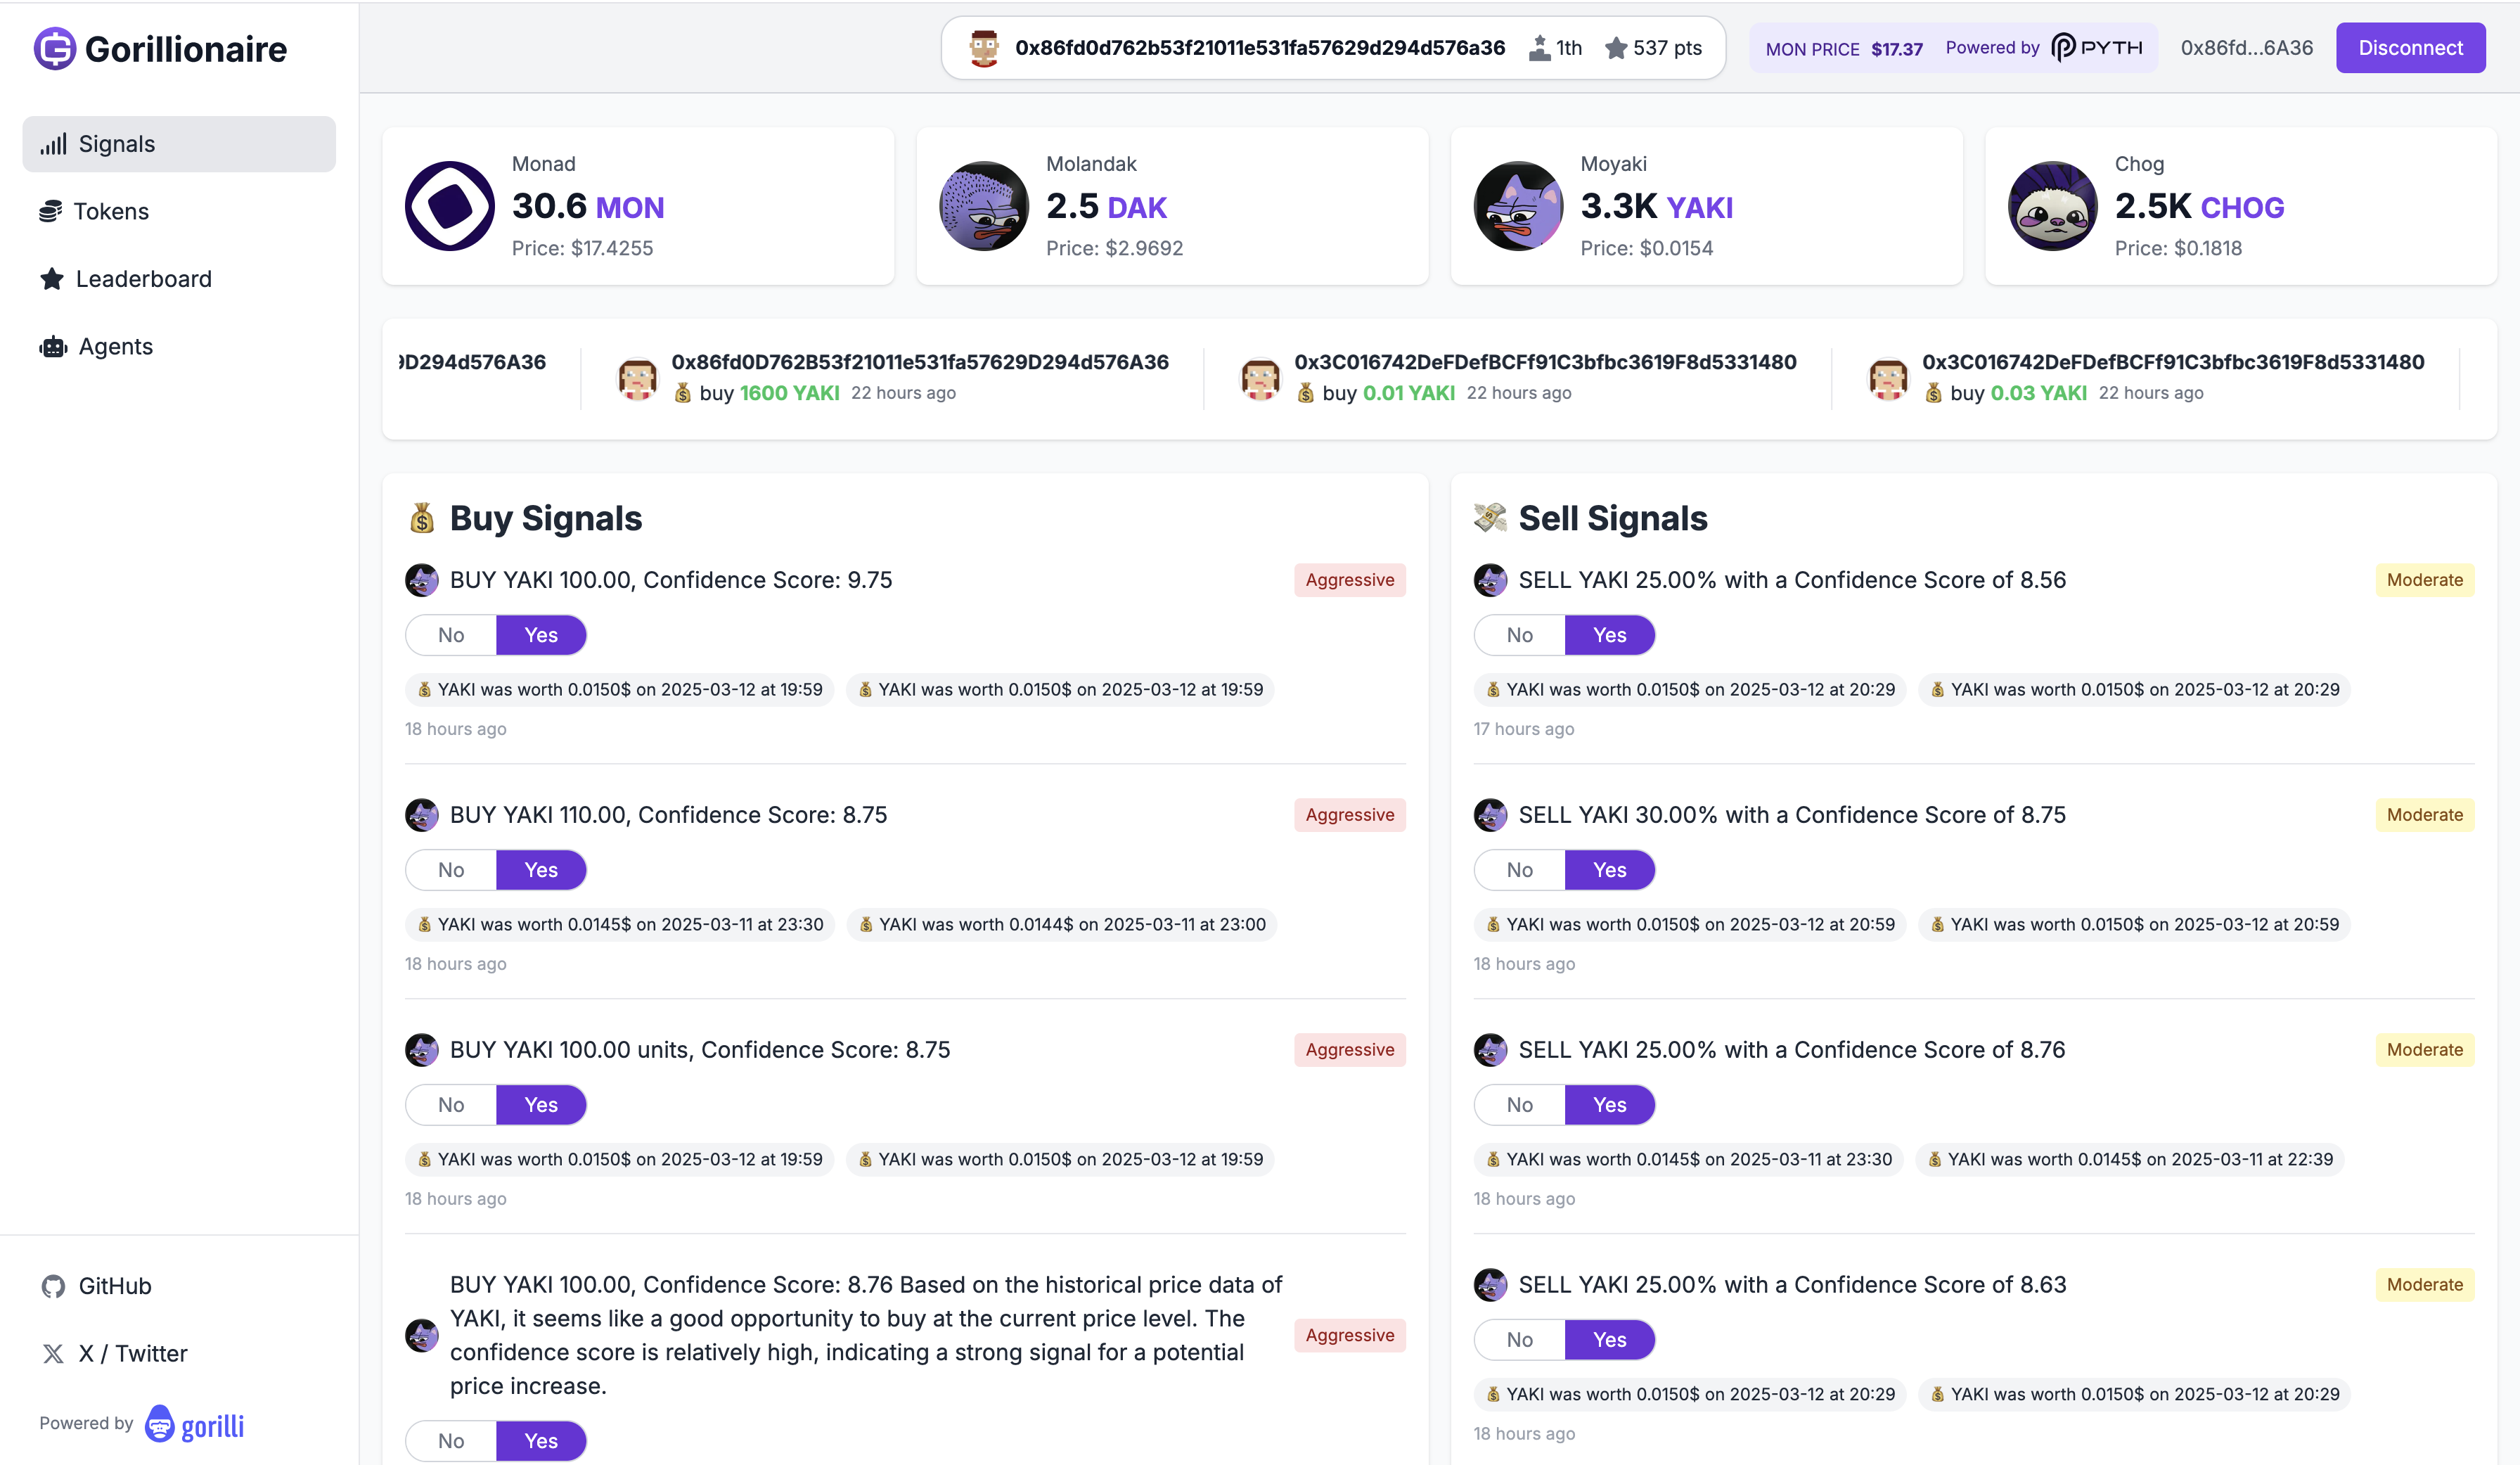 Gorillionaire
0x86fd0d762b53f21011e531fa57629d294d576a36 1th 537 pts
MON PRICE $17.37 Powered by PYTH
0x86fd...6A36
Disconnect
Signals
Tokens
Leaderboard
Agents
Monad
30.6 MON
Price: $17.4255
Molandak
2.5 DAK
Price: $2.9692
Moyaki
3.3K YAKI
Price: $0.0154
Chog
2.5K CHOG
Price: $0.1818
9D294d576A36
0x86fd0D762B53f21011e531fa57629D294d576A36
buy 1600 YAKI 22 hours ago
0x3C016742DeFDefBCFf91C3bfbc3619F8d5331480
buy 0.01 YAKI 22 hours ago
0x3C016742DeFDefBCFf91C3bfbc3619F8d5331480
buy 0.03 YAKI 22 hours ago
Buy Signals
BUY YAKI 100.00, Confidence Score: 9.75 Aggressive
No Yes
YAKI was worth 0.0150$ on 2025-03-12 at 19:59 YAKI was worth 0.0150$ on 2025-03-12 at 19:59
18 hours ago
BUY YAKI 110.00, Confidence Score: 8.75 Aggressive
No Yes
YAKI was worth 0.0145$ on 2025-03-11 at 23:30 YAKI was worth 0.0144$ on 2025-03-11 at 23:00
18 hours ago
BUY YAKI 100.00 units, Confidence Score: 8.75 Aggressive
No Yes
YAKI was worth 0.0150$ on 2025-03-12 at 19:59 YAKI was worth 0.0150$ on 2025-03-12 at 19:59
18 hours ago
BUY YAKI 100.00, Confidence Score: 8.76 Based on the historical price data of
YAKI, it seems like a good opportunity to buy at the current price level. The
confidence score is relatively high, indicating a strong signal for a potential
price increase.
Aggressive
No Yes
Sell Signals
SELL YAKI 25.00% with a Confidence Score of 8.56 Moderate
No Yes
YAKI was worth 0.0150$ on 2025-03-12 at 20:29 YAKI was worth 0.0150$ on 2025-03-12 at 20:29
17 hours ago
SELL YAKI 30.00% with a Confidence Score of 8.75 Moderate
No Yes
YAKI was worth 0.0150$ on 2025-03-12 at 20:59 YAKI was worth 0.0150$ on 2025-03-12 at 20:59
18 hours ago
SELL YAKI 25.00% with a Confidence Score of 8.76 Moderate
No Yes
YAKI was worth 0.0145$ on 2025-03-11 at 23:30 YAKI was worth 0.0145$ on 2025-03-11 at 22:39
18 hours ago
SELL YAKI 25.00% with a Confidence Score of 8.63 Moderate
No Yes
YAKI was worth 0.0150$ on 2025-03-12 at 20:29 YAKI was worth 0.0150$ on 2025-03-12 at 20:29
18 hours ago
GitHub
X / Twitter
Powered by gorilli